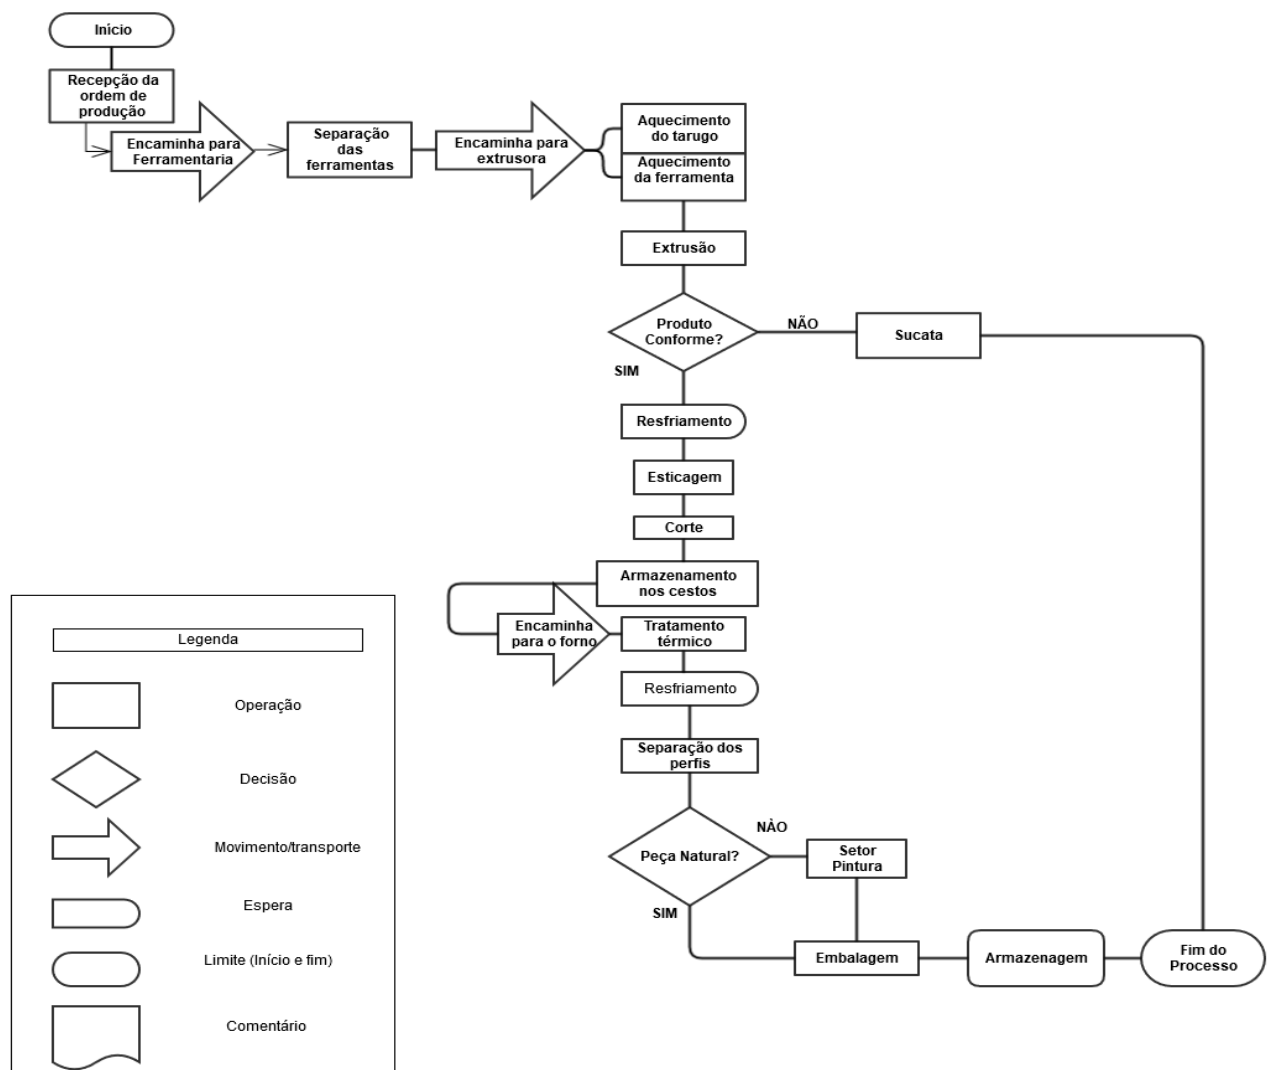 Início
Recepção da
ordem de
produção
Encaminha para
Ferramentaria
Separação
das
ferramentas
Encaminha para
extrusora
Aquecimento
do tarugo
Aquecimento
da ferramenta
Extrusão
Produto
Conforme?
NÃO
Sucata
SIM
Resfriamento
Esticagem
Corte
Armazenamento
nos cestos
Encaminha
para o forno
Tratamento
térmico
Resfriamento
Separação dos
perfis
Peça Natural?
NÃO
Setor
Pintura
SIM
Embalagem
Armazenagem
Fim do
Processo
Legenda
Operação
Decisão
Movimento/transporte
Espera
Limite (Início e fim)
Comentário